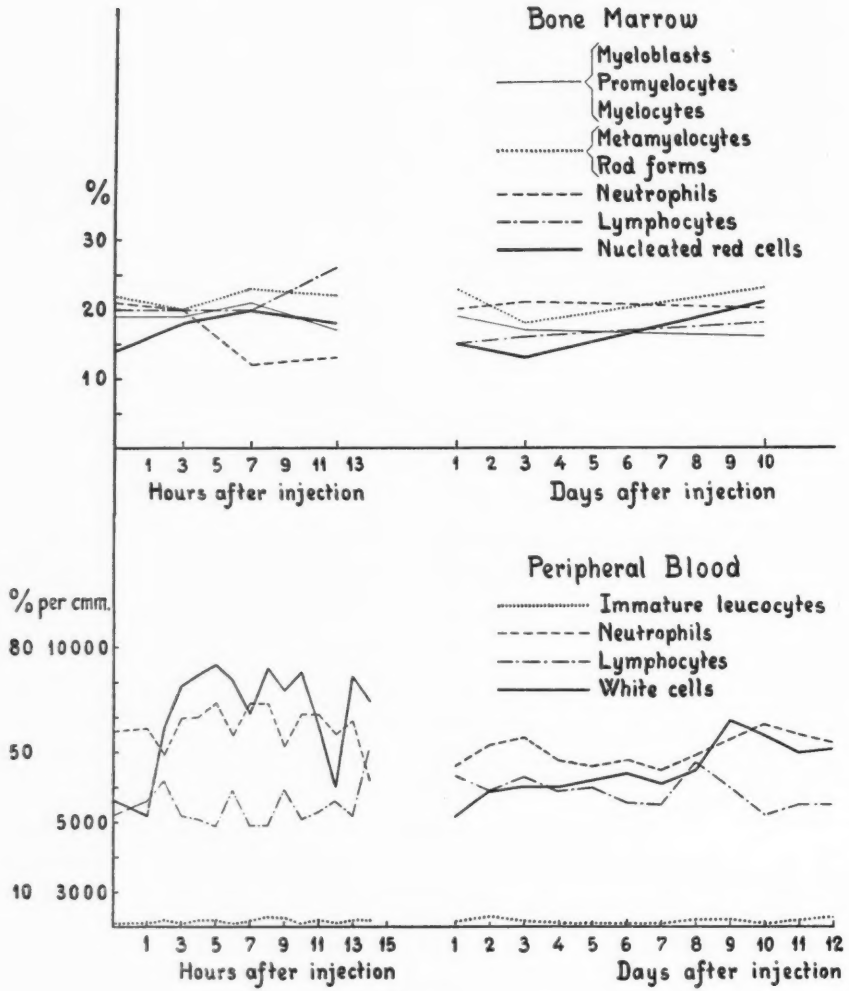 Bone Marrow
Myeloblasts
Promyelocytes
Myelocytes
Metamyelocytes
Rod forms
Neutrophils
Lymphocytes
Nucleated red cells
%
30
20
10
1 3 5 7 9 11 13
Hours after injection
1 2 3 4 5 6 7 8 9 10
Days after injection
Peripheral Blood
Immature leucocytes
Neutrophils
Lymphocytes
White cells
% per cmm.
80 10000
50
5000
10 3000
1 3 5 7 9 11 13 15
Hours after injection
1 2 3 4 5 6 7 8 9 10 11 12
Days after injection